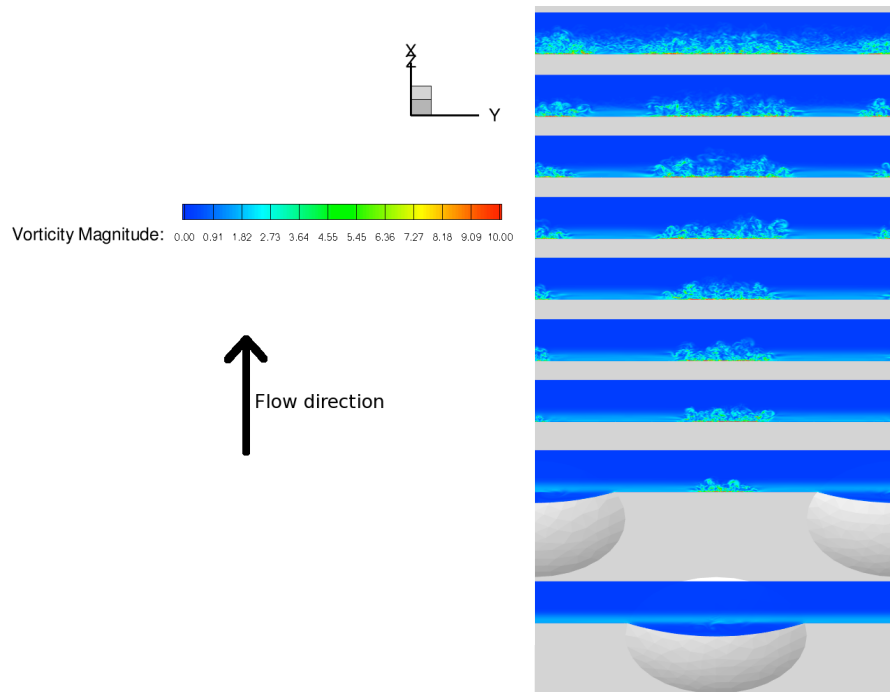 X
Z
Y
Vorticity Magnitude:
0.00 0.91 1.82 2.73 3.64 4.55 5.45 6.36 7.27 8.18 9.09 10.00
Flow direction